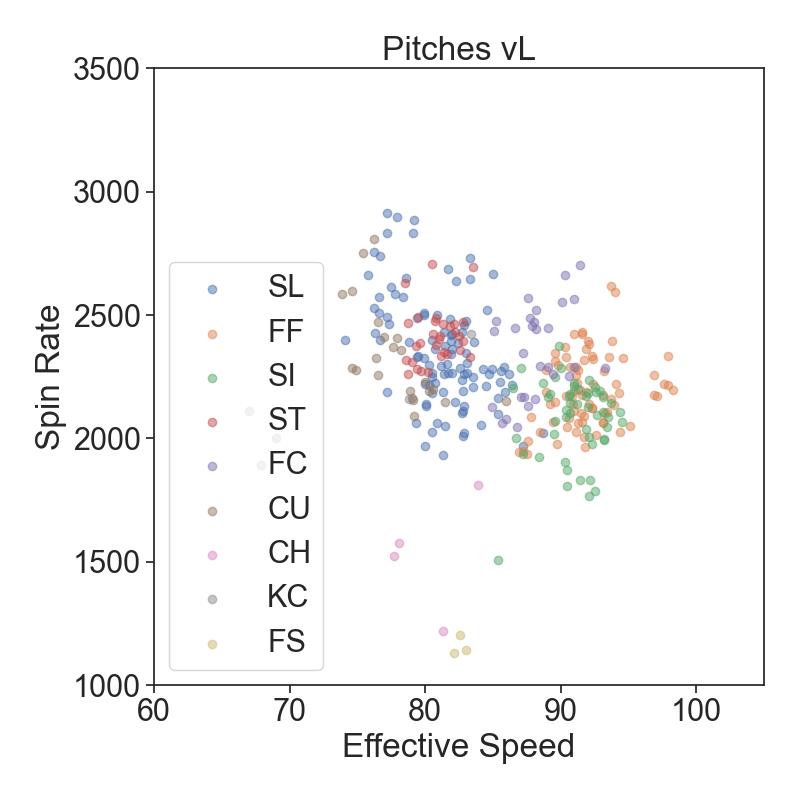 Pitches vL
3500
3000
2500
2000
1500
1000
Spin Rate
SL
FF
SI
ST
FC
CU
CH
KC
FS
60 70 80 90 100
Effective Speed